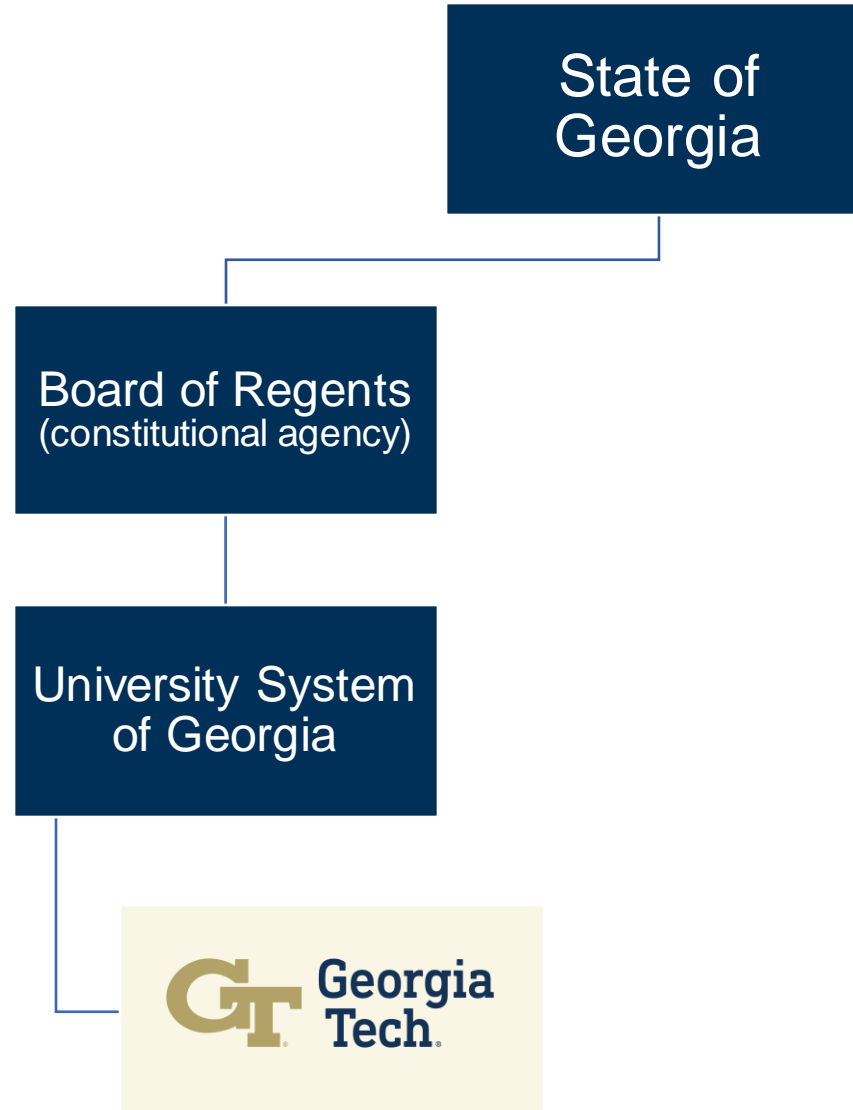 State of
Georgia
Board of Regents
(constitutional agency)
University System
of Georgia
GT Georgia
Tech